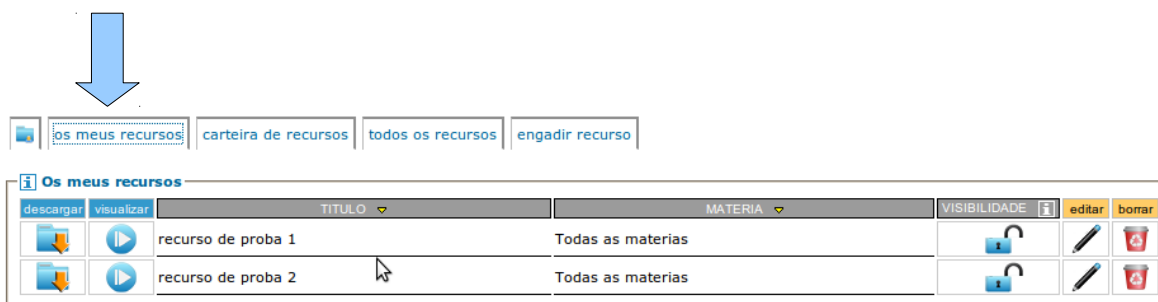 os meus recursos carteira de recursos todos os recursos engadir recurso
i Os meus recursos
descargar visualizar TITULO MATERIA VISIBILIDADE i editar borrar
recurso de proba 1 Todas as materias
recurso de proba 2 Todas as materias